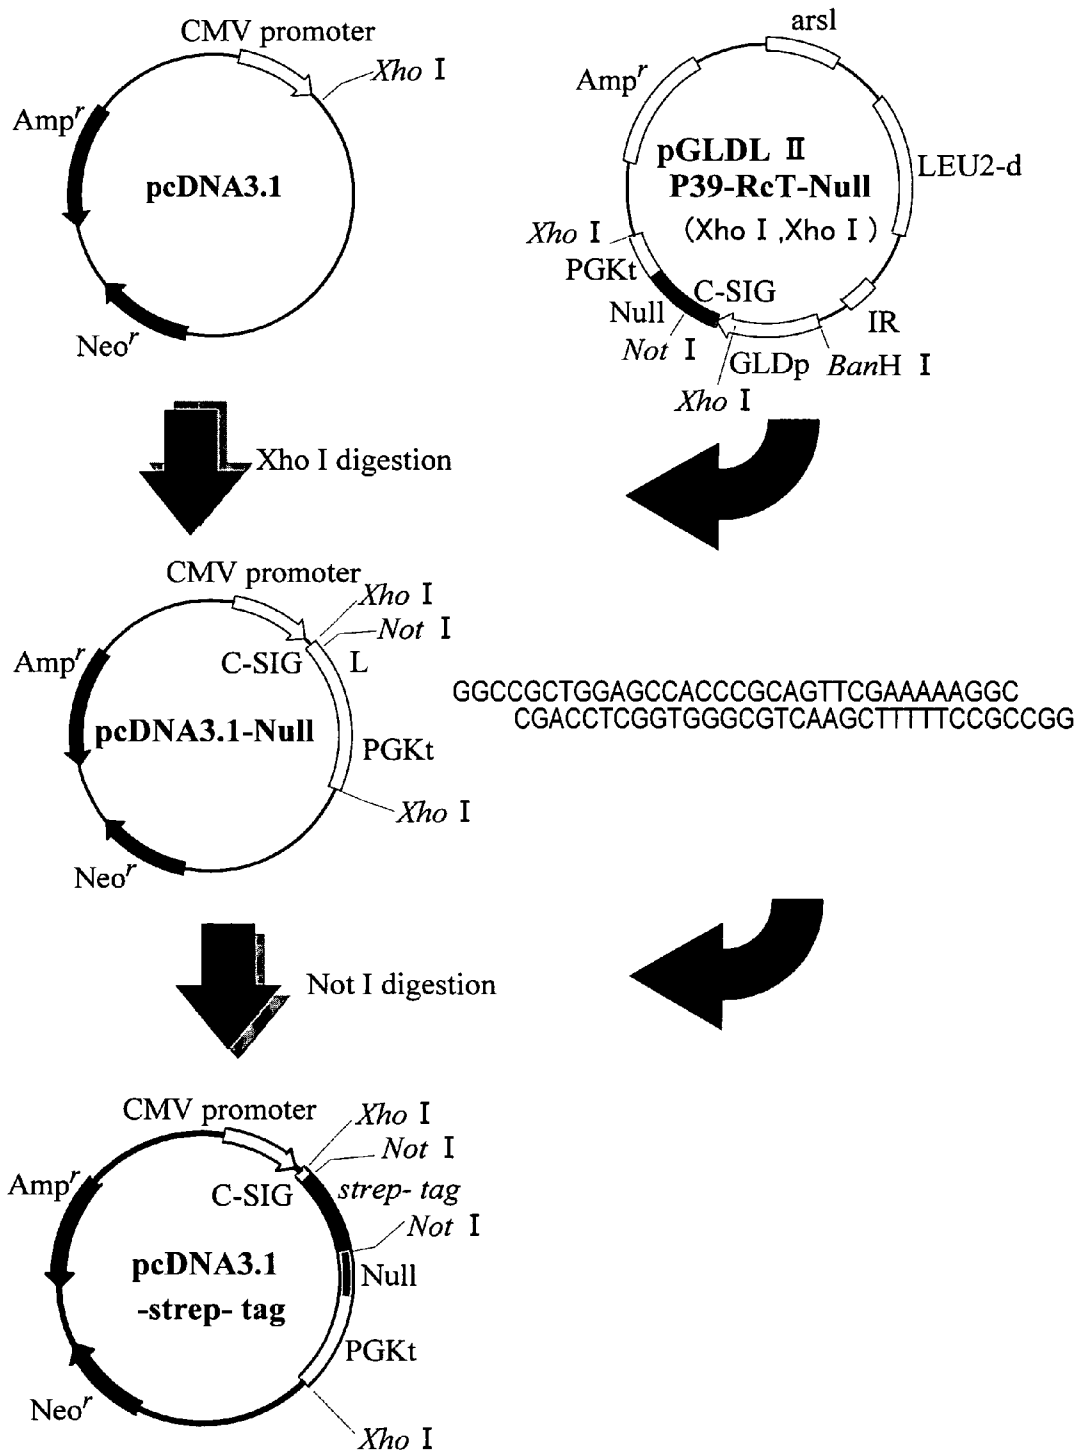 CMV promoter
Xho I
Amp^r
pcDNA3.1
Neo^r
arsl
Amp^r
pGLDL II
P39-RcT-Null
(Xho I ,Xho I )
LEU2-d
Xho I
PGKt
C-SIG
Null
IR
Not I
GLDp
BanH I
Xho I
Xho I digestion
CMV promoter
Xho I
Not I
Amp^r
C-SIG
L
pcDNA3.1-Null
PGKt
Xho I
Neo^r
GGCCGCTGGAGCCACCCGCAGTTCGAAAAAGGC
CGACCTCGGTGGGCGTCAAGCTTTTTCCGCCGG
Not I digestion
CMV promoter
Xho I
Not I
Amp^r
C-SIG
strep- tag
Not I
pcDNA3.1
-strep- tag
Null
PGKt
Neo^r
Xho I